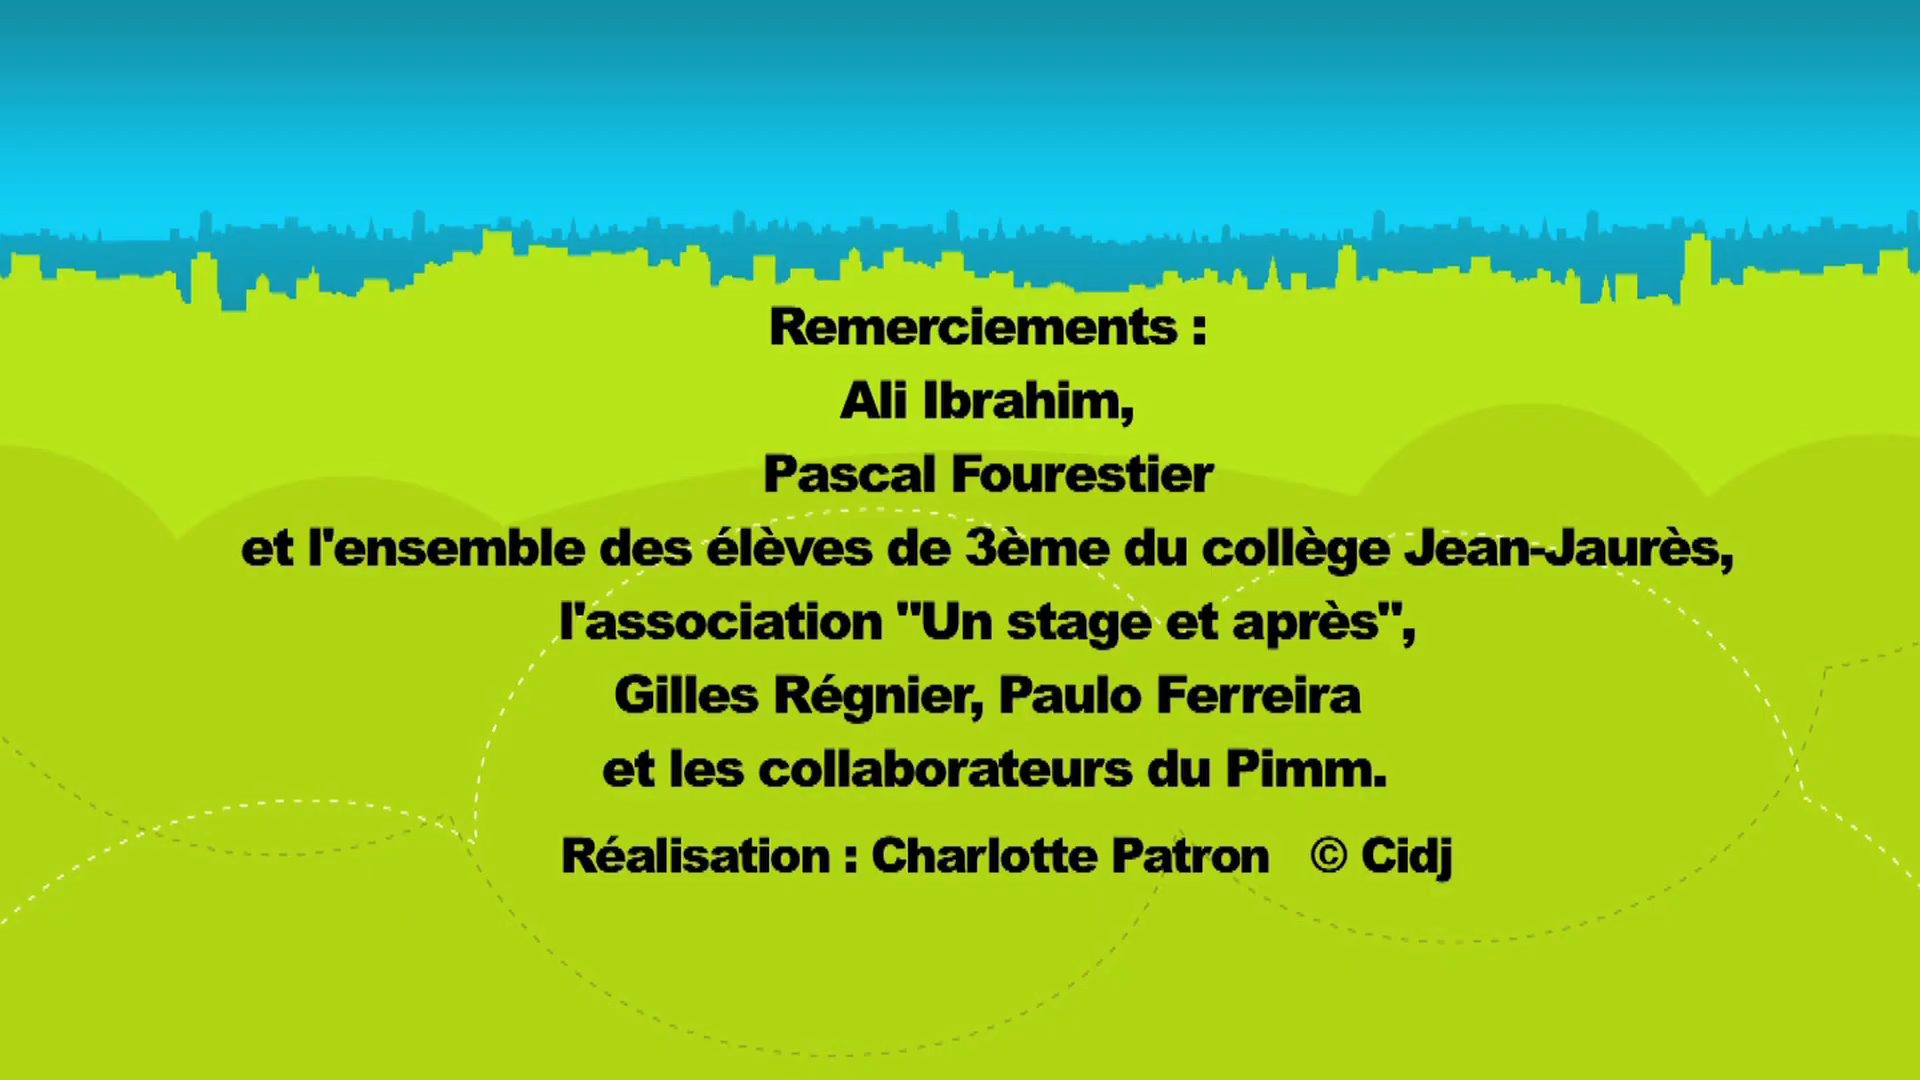 Remerciements :
Ali Ibrahim,
Pascal Fourestier
et l'ensemble des élèves de 3ème du collège Jean-Jaurès,
l'association "Un stage et après",
Gilles Régnier, Paulo Ferreira
et les collaborateurs du Pimm.
Réalisation : Charlotte Patron © Cidj